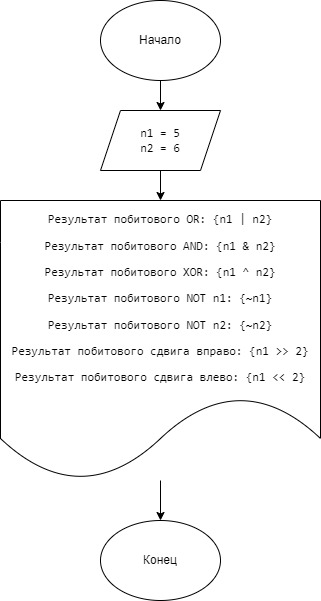 Начало
n1 = 5
n2 = 6
Результат побитового OR: {n1 | n2}
Результат побитового AND: {n1 & n2}
Результат побитового XOR: {n1 ^ n2}
Результат побитового NOT n1: {~n1}
Результат побитового NOT n2: {~n2}
Результат побитового сдвига вправо: {n1 >> 2}
Результат побитового сдвига влево: {n1 << 2}
Конец